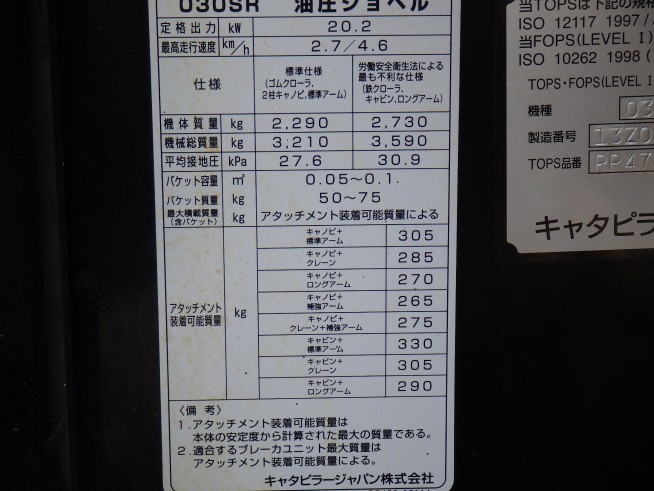 030SR 油圧ショベル
定格出力 kW 20.2
最高走行速度 km/h 2.7/4.6
仕様
標準仕様
(ゴムクローラ、
2柱キャノピ、標準アーム)
労働安全衛生法による
最も不利な仕様
(鉄クローラ、
キャビン、ロングアーム)
機体質量 kg 2,290 2,730
機械総質量 kg 3,210 3,590
平均接地圧 kPa 27.6 30.9
バケット容量 m³ 0.05~0.1.
バケット質量 kg 50~75
最大積載質量
(含バケット) kg アタッチメント装着可能質量による
アタッチメント
装着可能質量 kg
キャノピ+
標準アーム 305
キャノピ+
クレーン 285
キャノピ+
ロングアーム 270
キャノピ+
補強アーム 265
キャノピ+
クレーン+補強アーム 275
キャビン+
標準アーム 330
キャビン+
クレーン 305
キャビン+
ロングアーム 290
〈備考〉
1.アタッチメント装着可能質量は
本体の安定度から計算された最大の質量である。
2.適合するブレーカユニット最大質量は
アタッチメント装着可能質量による。
キャタピラージャパン株式会社
当TOPSは下記の規格
ISO 12117 1997/
当FOPS(LEVEL I)
ISO 10262 1998(
TOPS・FOPS(LEVEL I
機種 03
製造番号 13Z0
TOPS品番 RP47
キャタピラ